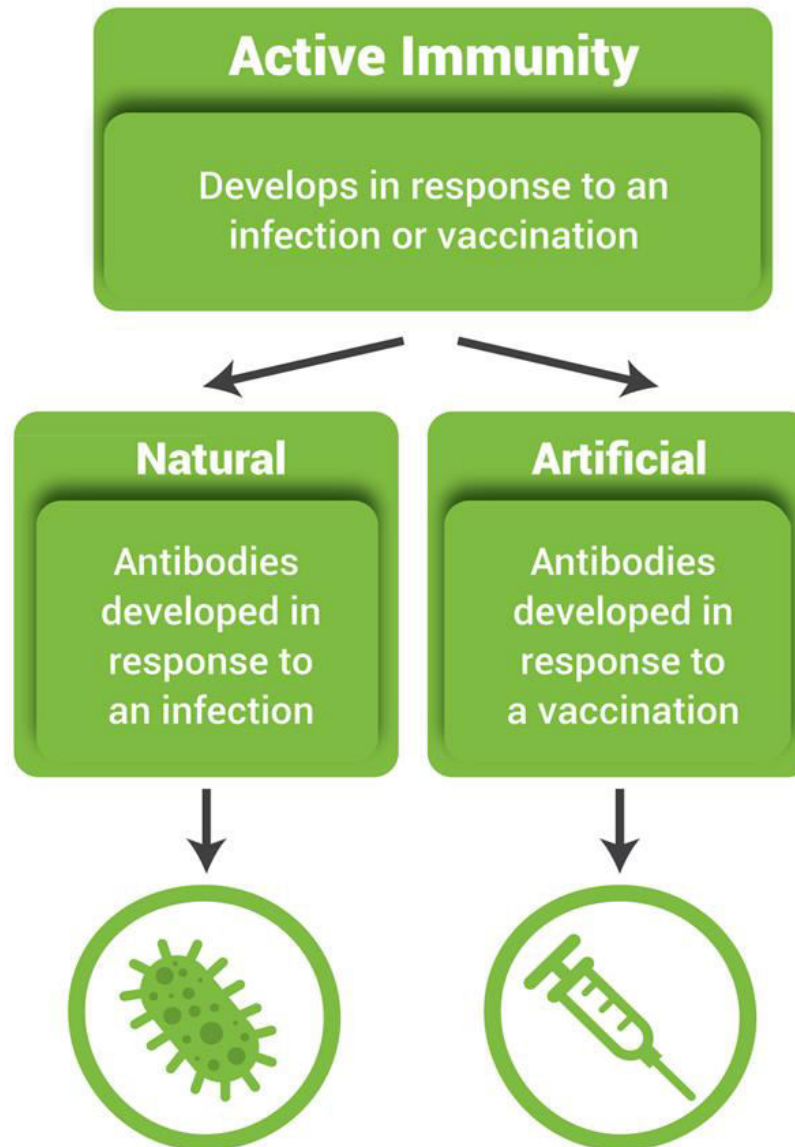 Active Immunity
Develops in response to an
infection or vaccination
Natural
Antibodies
developed in
response to
an infection
Artificial
Antibodies
developed in
response to
a vaccination